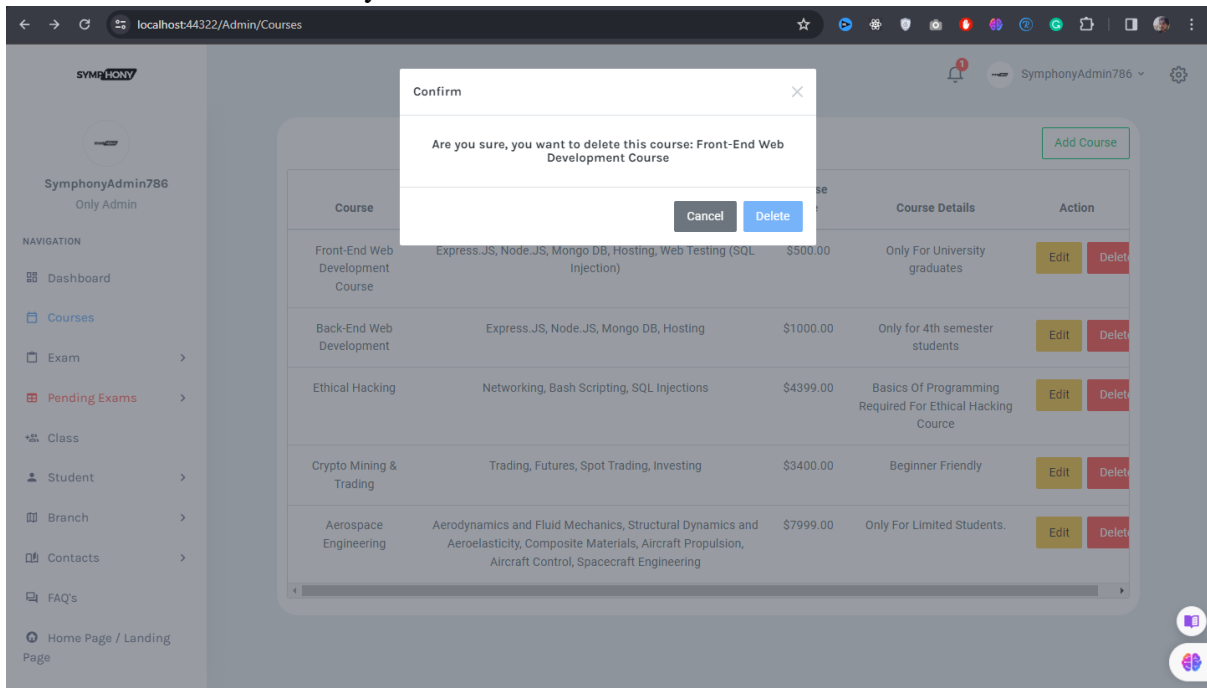 localhost:44322/Admin/Courses
SYMPHONY
1
SymphonyAdmin786
Confirm
Are you sure, you want to delete this course: Front-End Web
Development Course
Cancel
Delete
Add Course
SymphonyAdmin786
Only Admin
NAVIGATION
Dashboard
Courses
Exam
Pending Exams
Class
Student
Branch
Contacts
FAQ's
Home Page / Landing
Page
Course
se
Course Details
Action
Front-End Web
Development
Course
Express.JS, Node.JS, Mongo DB, Hosting, Web Testing (SQL
Injection)
$500.00
Only For University
graduates
Edit
Delete
Back-End Web
Development
Express.JS, Node.JS, Mongo DB, Hosting
$1000.00
Only for 4th semester
students
Edit
Delete
Ethical Hacking
Networking, Bash Scripting, SQL Injections
$4399.00
Basics Of Programming
Required For Ethical Hacking
Cource
Edit
Delete
Crypto Mining &
Trading
Trading, Futures, Spot Trading, Investing
$3400.00
Beginner Friendly
Edit
Delete
Aerospace
Engineering
Aerodynamics and Fluid Mechanics, Structural Dynamics and
Aeroelasticity, Composite Materials, Aircraft Propulsion,
Aircraft Control, Spacecraft Engineering
$7999.00
Only For Limited Students.
Edit
Delete